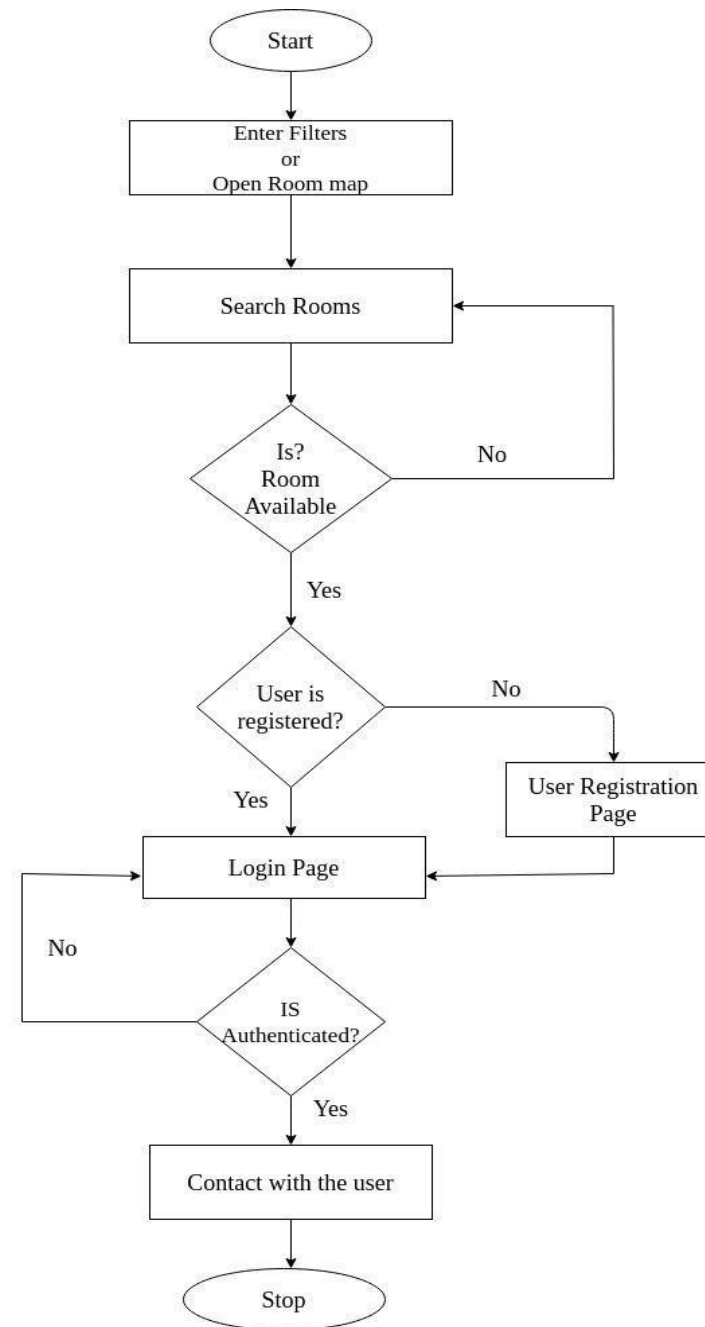 Start
Enter Filters
or
Open Room map
Search Rooms
Is?
Room
Available
No
Yes
User is
registered?
No
Yes
User Registration
Page
Login Page
No
IS
Authenticated?
Yes
Contact with the user
Stop